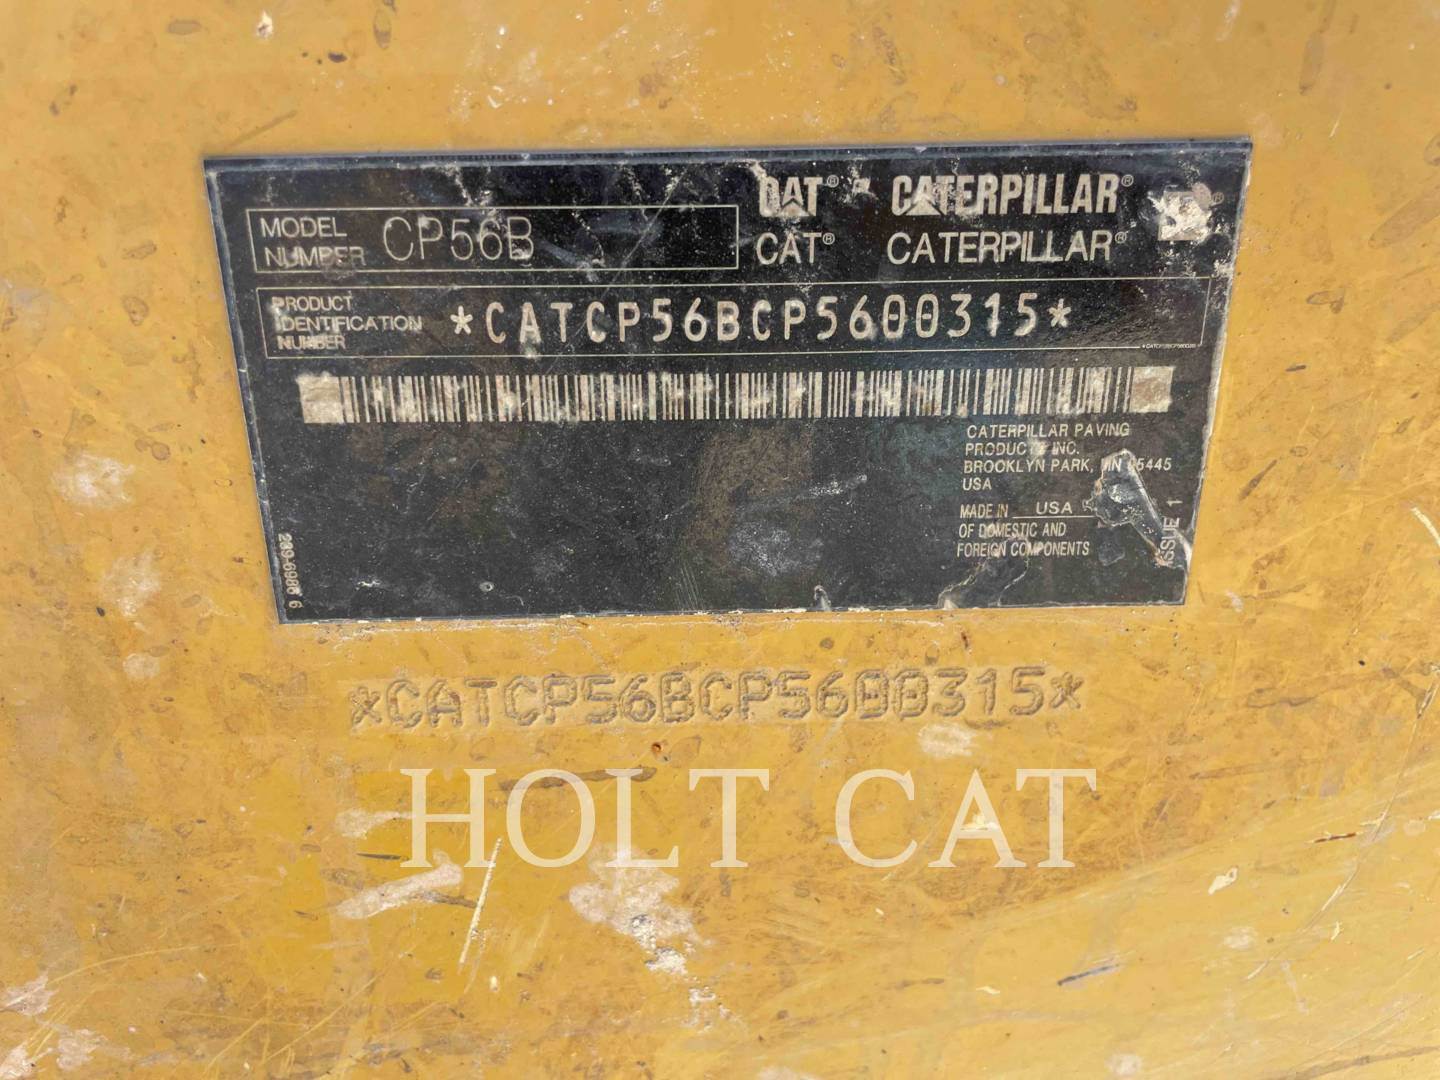 CAT® CATERPILLAR®
MODEL NUMBER CP56B
CAT® CATERPILLAR®
PRODUCT IDENTIFICATION NUMBER *CATCP56BCP5600315*
CATERPILLAR PAVING
PRODUCTS INC.
BROOKLYN PARK, MN 55445
USA
MADE IN USA
OF DOMESTIC AND
FOREIGN COMPONENTS
ISSUE 1
*CATCP56BCP5600315*
HOLT CAT